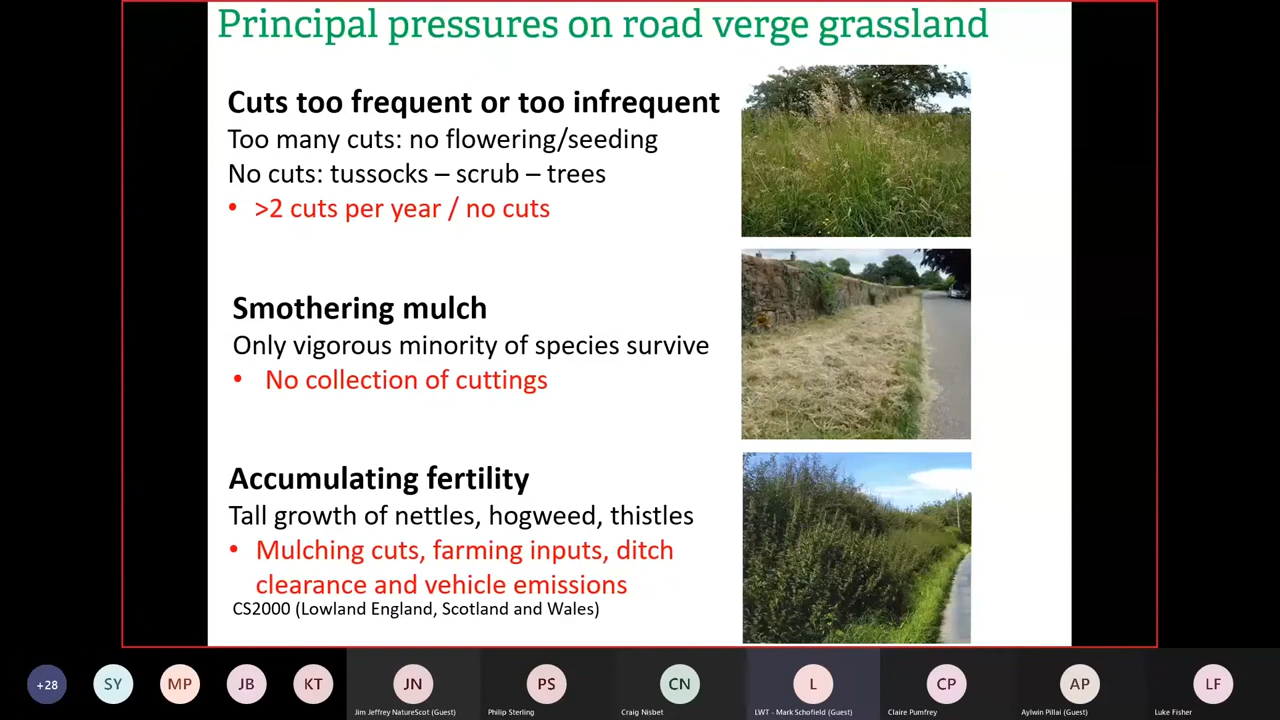 Principal pressures on road verge grassland
Cuts too frequent or too infrequent
Too many cuts: no flowering/seeding
No cuts: tussocks – scrub – trees
• >2 cuts per year / no cuts
Smothering mulch
Only vigorous minority of species survive
• No collection of cuttings
Accumulating fertility
Tall growth of nettles, hogweed, thistles
• Mulching cuts, farming inputs, ditch
clearance and vehicle emissions
CS2000 (Lowland England, Scotland and Wales)
+28
SY
MP
JB
KT
JN
PS
CN
L
CP
AP
LF
Jim Jeffrey NatureScot (Guest)
Philip Sterling
Craig Nisbet
LWT - Mark Schofield (Guest)
Claire Pumfrey
Aylwin Pillai (Guest)
Luke Fisher